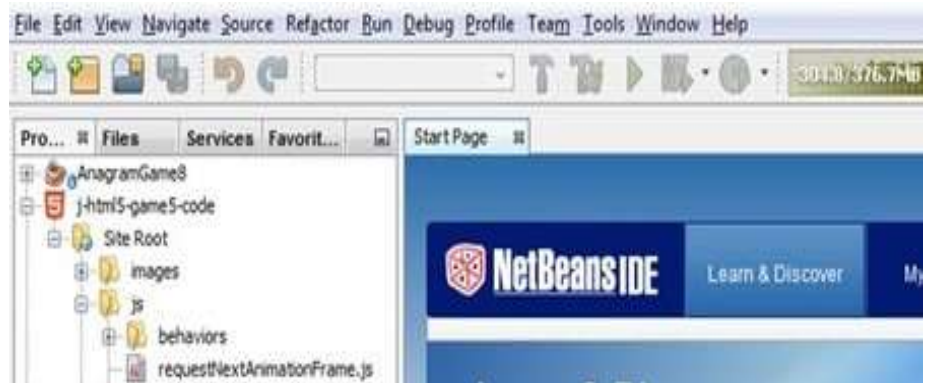 File Edit View Navigate Source Refactor Run Debug Profile Team Tools Window Help
Pro... Files Services Favorit...
Start Page
AnagramGame8
j-html5-game5-code
Site Root
images
js
behaviors
requestNextAnimationFrame.js
NetBeans IDE
Learn & Discover
My